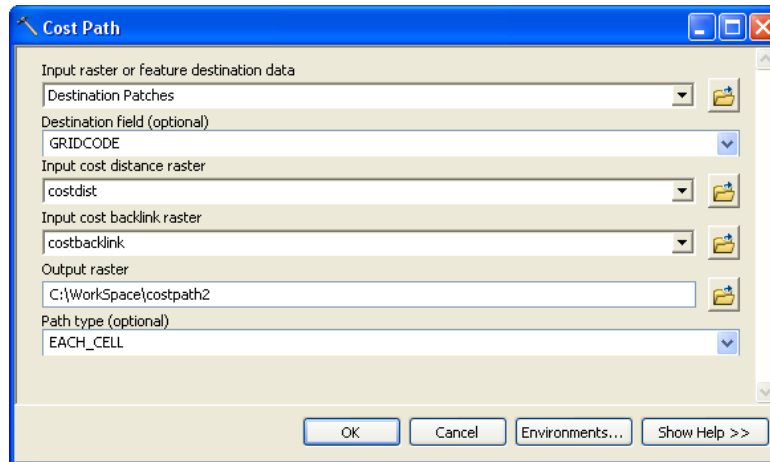 Cost Path
Input raster or feature destination data
Destination Patches
Destination field (optional)
GRIDCODE
Input cost distance raster
costdist
Input cost backlink raster
costbacklink
Output raster
C:\WorkSpace\costpath2
Path type (optional)
EACH_CELL
OK Cancel Environments... Show Help >>